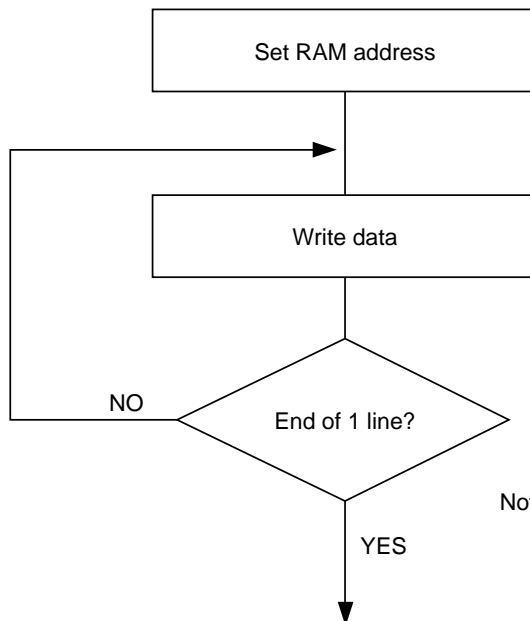 Set RAM address
Write data
NO
End of 1 line?
YES